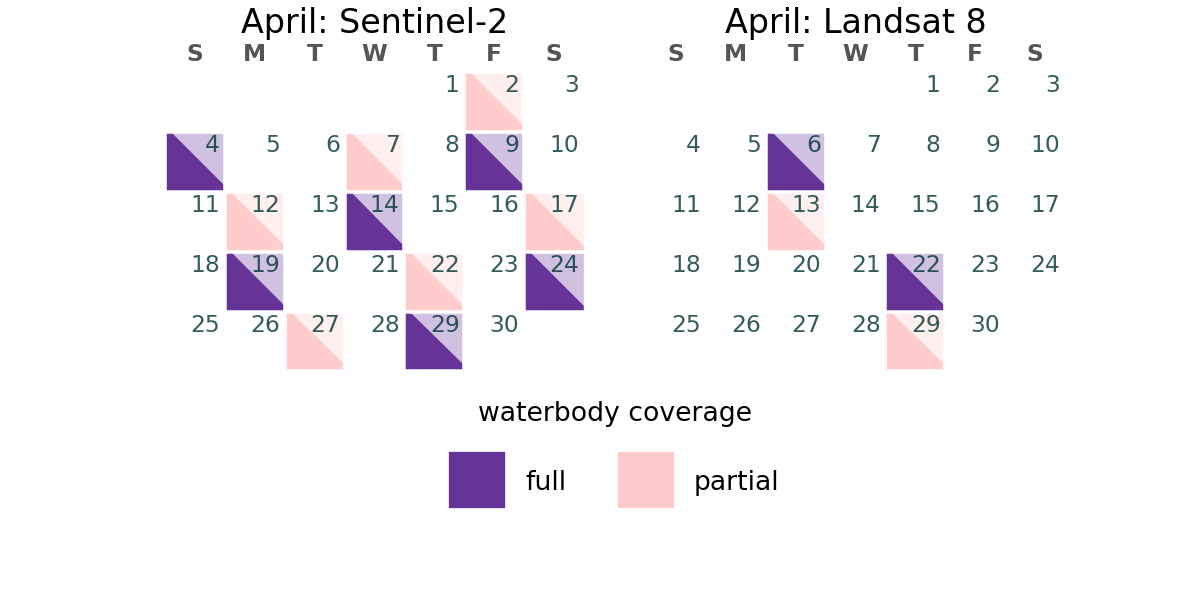 April: Sentinel-2
S M T W T F S
1 2 3
4 5 6 7 8 9 10
11 12 13 14 15 16 17
18 19 20 21 22 23 24
25 26 27 28 29 30
April: Landsat 8
S M T W T F S
1 2 3
4 5 6 7 8 9 10
11 12 13 14 15 16 17
18 19 20 21 22 23 24
25 26 27 28 29 30
waterbody coverage
full
partial